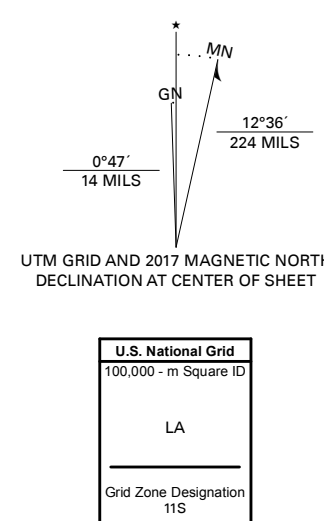 ★
MN
GN
12°36´
224 MILS
0°47´
14 MILS
UTM GRID AND 2017 MAGNETIC NORTH
DECLINATION AT CENTER OF SHEET
U.S. National Grid
100,000 - m Square ID
LA
Grid Zone Designation
11S